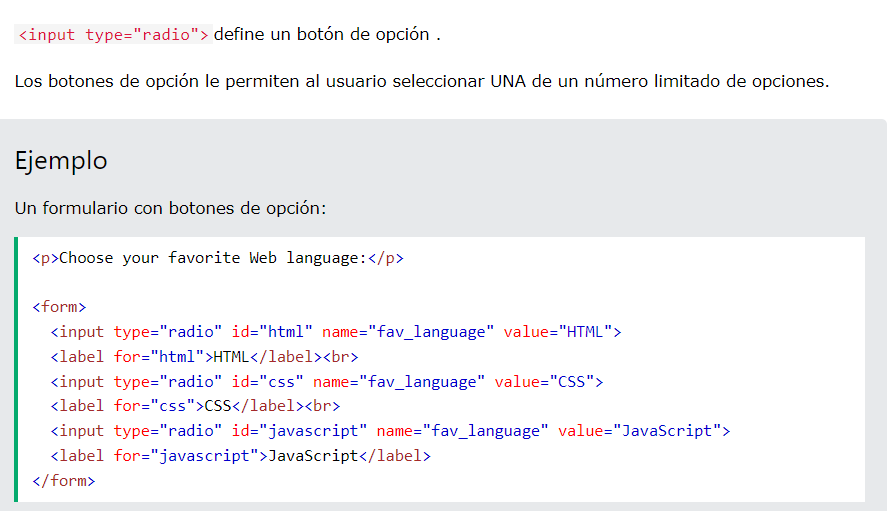 <input type="radio"> define un botón de opción .
Los botones de opción le permiten al usuario seleccionar UNA de un número limitado de opciones.
Ejemplo
Un formulario con botones de opción:
<p>Choose your favorite Web language:</p>
<form>
  <input type="radio" id="html" name="fav_language" value="HTML">
  <label for="html">HTML</label><br>
  <input type="radio" id="css" name="fav_language" value="CSS">
  <label for="css">CSS</label><br>
  <input type="radio" id="javascript" name="fav_language" value="JavaScript">
  <label for="javascript">JavaScript</label>
</form>